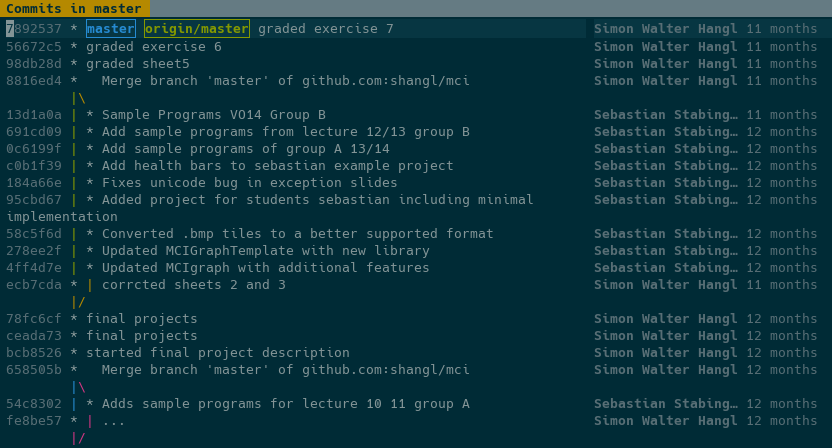 Commits in master
7892537 * master origin/master graded exercise 7 Simon Walter Hangl 11 months
56672c5 * graded exercise 6 Simon Walter Hangl 11 months
98db28d * graded sheet5 Simon Walter Hangl 11 months
8816ed4 *   Merge branch 'master' of github.com:shangl/mci Simon Walter Hangl 11 months
|\
13d1a0a | * Sample Programs VO14 Group B Sebastian Stabing… 11 months
691cd09 | * Add sample programs from lecture 12/13 group B Sebastian Stabing… 12 months
0c6199f | * Add sample programs of group A 13/14 Sebastian Stabing… 12 months
c0b1f39 | * Add health bars to sebastian example project Sebastian Stabing… 12 months
184a66e | * Fixes unicode bug in exception slides Sebastian Stabing… 12 months
95cbd67 | * Added project for students sebastian including minimal Sebastian Stabing… 12 months
implementation
58c5f6d | * Converted .bmp tiles to a better supported format Sebastian Stabing… 12 months
278ee2f | * Updated MCIGraphTemplate with new library Sebastian Stabing… 12 months
4ff4d7e | * Updated MCIgraph with additional features Sebastian Stabing… 12 months
ecb7cda * | corrcted sheets 2 and 3 Simon Walter Hangl 11 months
|/
78fc6cf * final projects Simon Walter Hangl 12 months
ceada73 * final projects Simon Walter Hangl 12 months
bcb8526 * started final project description Simon Walter Hangl 12 months
658505b *   Merge branch 'master' of github.com:shangl/mci Simon Walter Hangl 12 months
|\
54c8302 | * Adds sample programs for lecture 10 11 group A Sebastian Stabing… 12 months
fe8be57 * | ... Simon Walter Hangl 12 months
|/